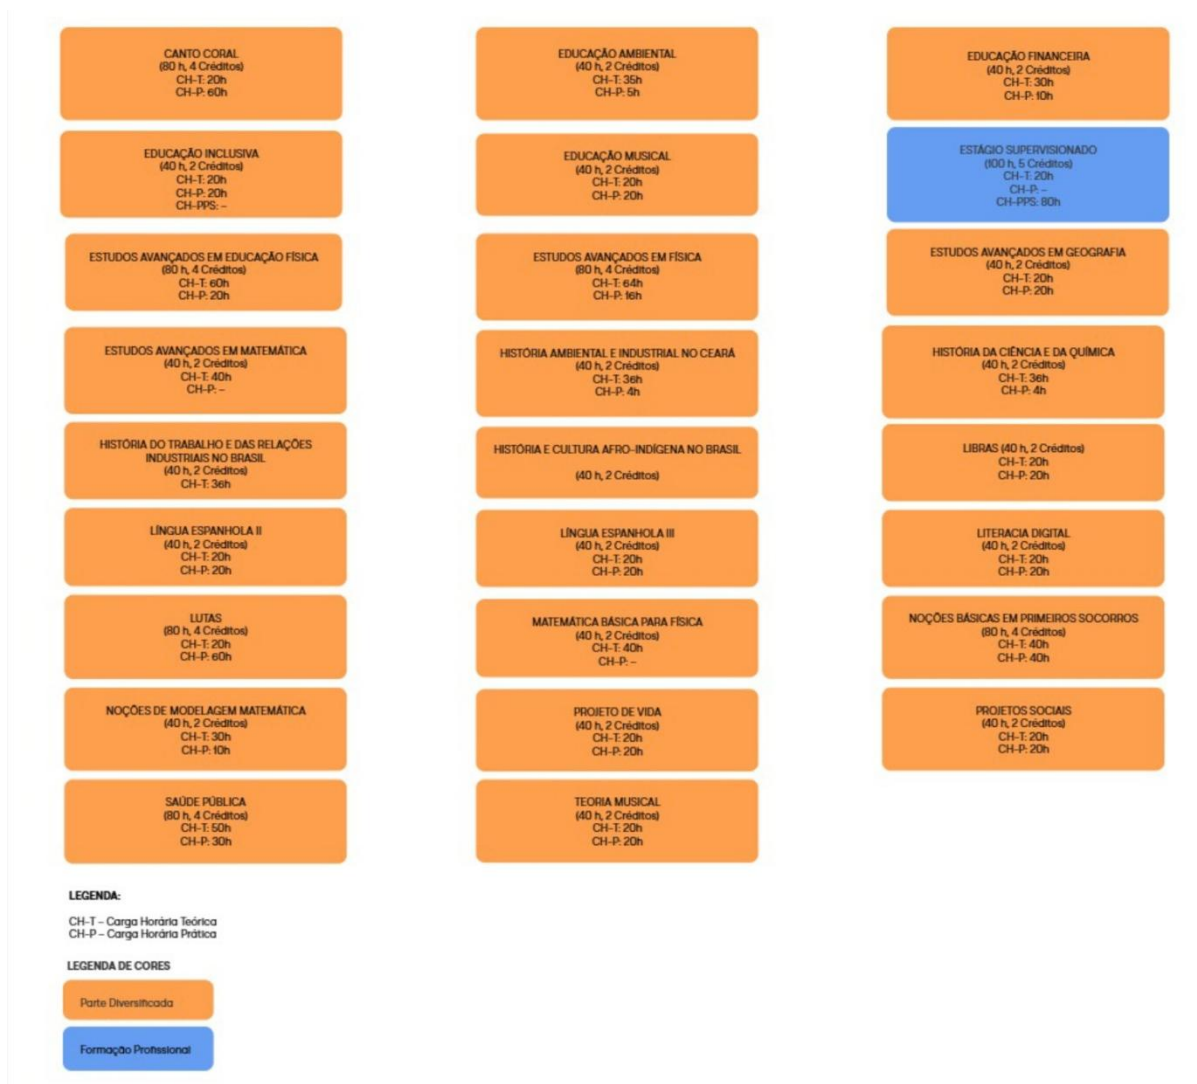 CANTO CORAL
(80 h, 4 Créditos)
CH-T: 20h
CH-P: 60h
EDUCAÇÃO AMBIENTAL
(40 h, 2 Créditos)
CH-T: 35h
CH-P: 5h
EDUCAÇÃO FINANCEIRA
(40 h, 2 Créditos)
CH-T: 30h
CH-P: 10h
EDUCAÇÃO INCLUSIVA
(40 h, 2 Créditos)
CH-T: 20h
CH-P: 20h
CH-PPS: –
EDUCAÇÃO MUSICAL
(40 h, 2 Créditos)
CH-T: 20h
CH-P: 20h
ESTÁGIO SUPERVISIONADO
(100 h, 5 Créditos)
CH-T: 20h
CH-P: –
CH-PPS: 80h
ESTUDOS AVANÇADOS EM EDUCAÇÃO FÍSICA
(80 h, 4 Créditos)
CH-T: 60h
CH-P: 20h
ESTUDOS AVANÇADOS EM FÍSICA
(80 h, 4 Créditos)
CH-T: 64h
CH-P: 16h
ESTUDOS AVANÇADOS EM GEOGRAFIA
(40 h, 2 Créditos)
CH-T: 20h
CH-P: 20h
ESTUDOS AVANÇADOS EM MATEMÁTICA
(40 h, 2 Créditos)
CH-T: 40h
CH-P: –
HISTÓRIA AMBIENTAL E INDUSTRIAL NO CEARÁ
(40 h, 2 Créditos)
CH-T: 36h
CH-P: 4h
HISTÓRIA DA CIÊNCIA E DA QUÍMICA
(40 h, 2 Créditos)
CH-T: 36h
CH-P: 4h
HISTÓRIA DO TRABALHO E DAS RELAÇÕES
INDUSTRIAIS NO BRASIL
(40 h, 2 Créditos)
CH-T: 36h
HISTÓRIA E CULTURA AFRO-INDÍGENA NO BRASIL
(40 h, 2 Créditos)
LIBRAS (40 h, 2 Créditos)
CH-T: 20h
CH-P: 20h
LÍNGUA ESPANHOLA II
(40 h, 2 Créditos)
CH-T: 20h
CH-P: 20h
LÍNGUA ESPANHOLA III
(40 h, 2 Créditos)
CH-T: 20h
CH-P: 20h
LITERACIA DIGITAL
(40 h, 2 Créditos)
CH-T: 20h
CH-P: 20h
LUTAS
(80 h, 4 Créditos)
CH-T: 20h
CH-P: 60h
MATEMÁTICA BÁSICA PARA FÍSICA
(40 h, 2 Créditos)
CH-T: 40h
CH-P: –
NOÇÕES BÁSICAS EM PRIMEIROS SOCORROS
(80 h, 4 Créditos)
CH-T: 40h
CH-P: 40h
NOÇÕES DE MODELAGEM MATEMÁTICA
(40 h, 2 Créditos)
CH-T: 30h
CH-P: 10h
PROJETO DE VIDA
(40 h, 2 Créditos)
CH-T: 20h
CH-P: 20h
PROJETOS SOCIAIS
(40 h, 2 Créditos)
CH-T: 20h
CH-P: 20h
SAÚDE PÚBLICA
(80 h, 4 Créditos)
CH-T: 50h
CH-P: 30h
TEORIA MUSICAL
(40 h, 2 Créditos)
CH-T: 20h
CH-P: 20h
LEGENDA:
CH-T – Carga Horária Teórica
CH-P – Carga Horária Prática
LEGENDA DE CORES
Parte Diversificada
Formação Profissional